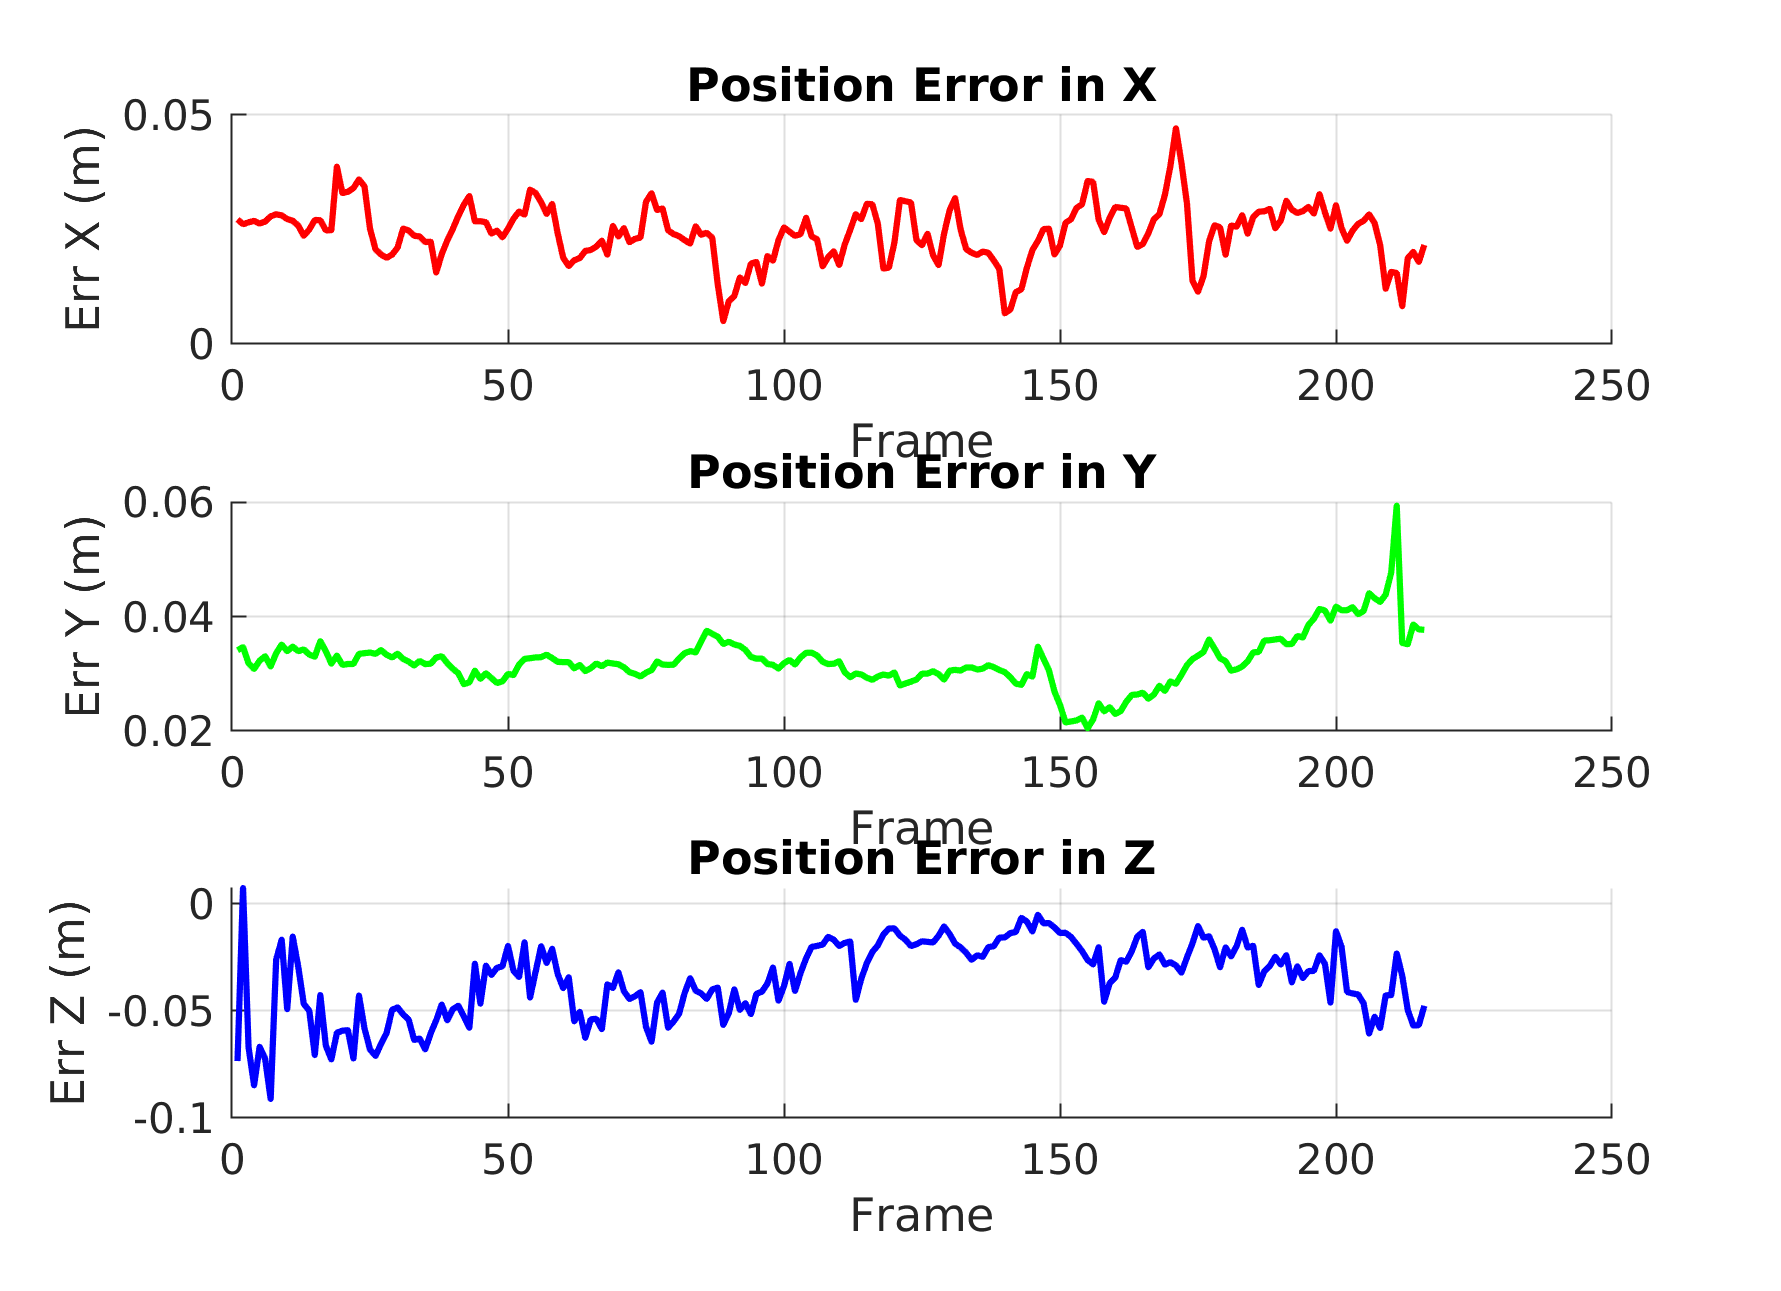 Position Error in X
Err X (m)
0.05
0
0 50 100 150 200 250
Frame
Position Error in Y
Err Y (m)
0.06
0.04
0.02
0 50 100 150 200 250
Frame
Position Error in Z
Err Z (m)
0
-0.05
-0.1
0 50 100 150 200 250
Frame